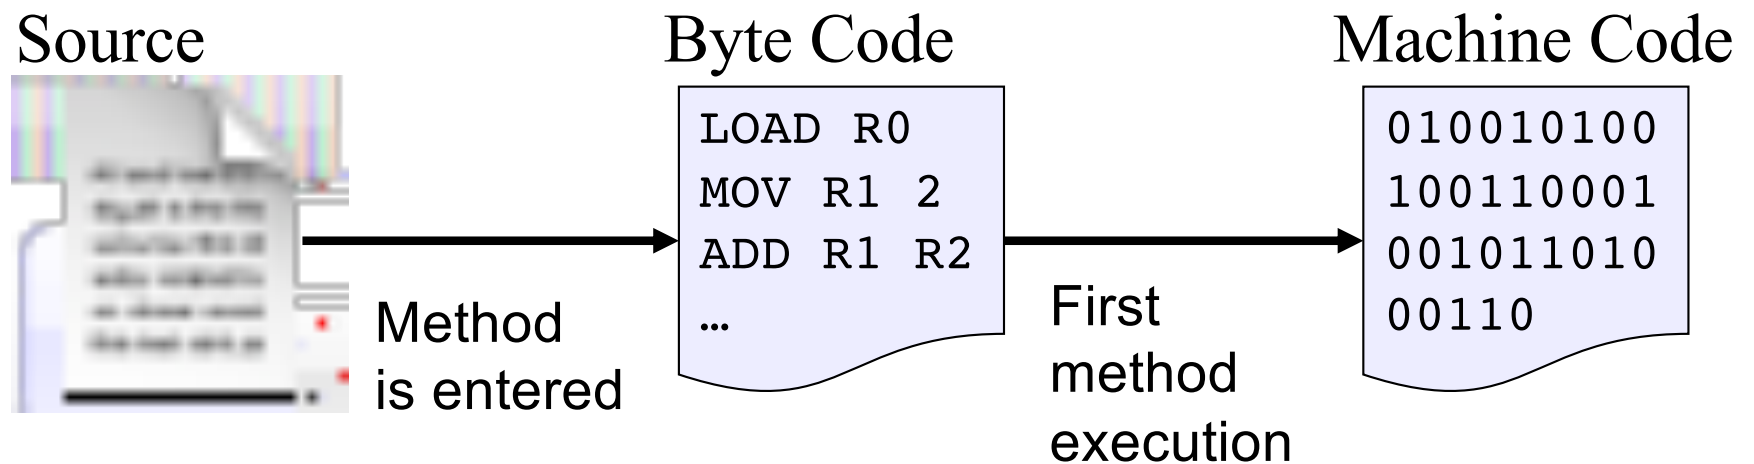 Source
Byte Code
Machine Code
LOAD R0
MOV R1 2
ADD R1 R2
…
010010100
100110001
001011010
00110
Method
is entered
First
method
execution